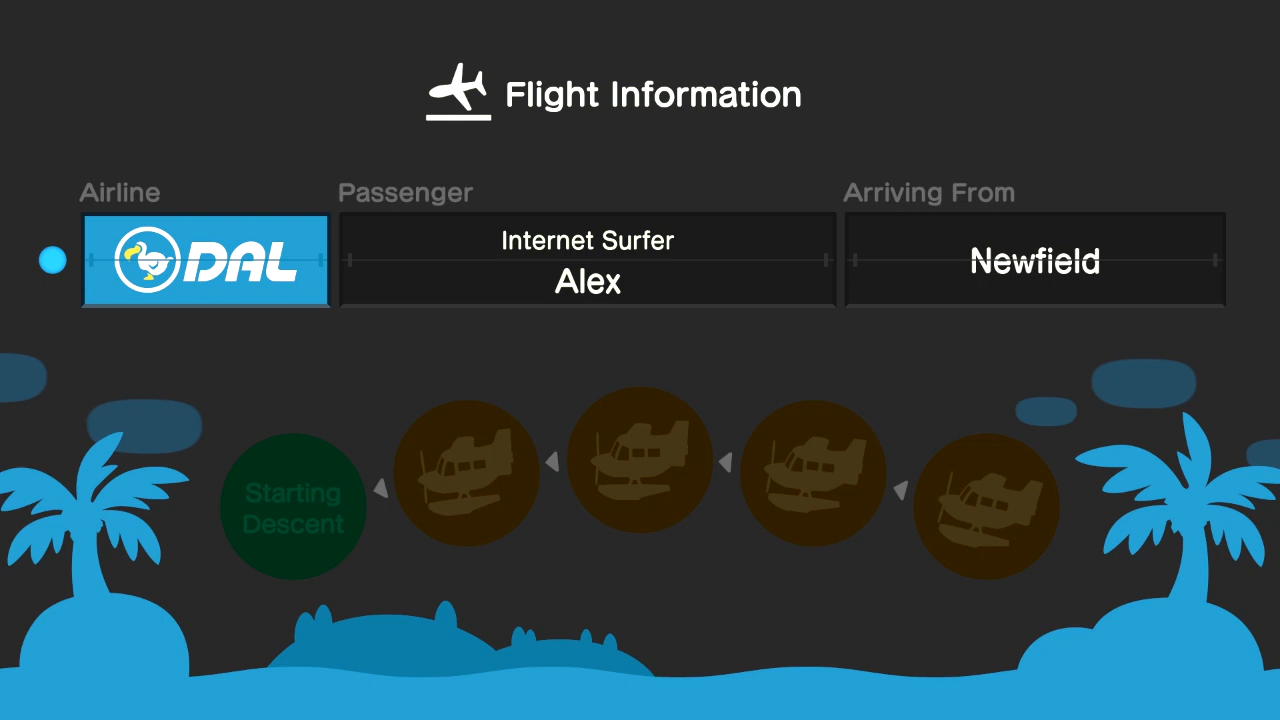 Flight Information
Airline
Passenger
Arriving From
DAL
Internet Surfer
Alex
Newfield
Starting
Descent